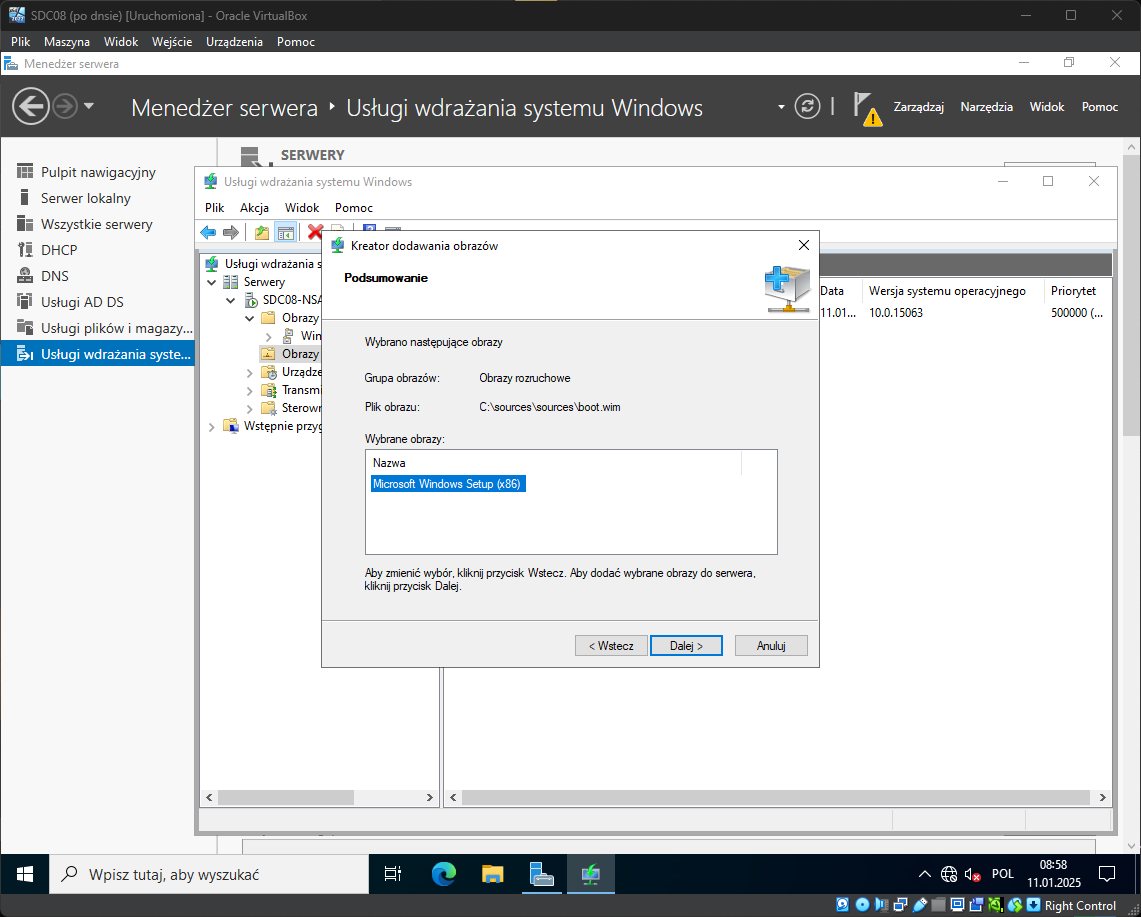 SDC08 (po dnsie) [Uruchomiona] - Oracle VirtualBox
Plik Maszyna Widok Wejście Urządzenia Pomoc
Menedżer serwera
Menedżer serwera Usługi wdrażania systemu Windows
Zarządzaj Narzędzia Widok Pomoc
Pulpit nawigacyjny
Serwer lokalny
Wszystkie serwery
DHCP
DNS
Usługi AD DS
Usługi plików i magazy...
Usługi wdrażania syste...
SERWERY
Usługi wdrażania systemu Windows
Plik Akcja Widok Pomoc
Usługi wdrażania s
Serwery
SDC08-NSA
Obrazy
Win
Obrazy
Urządze
Transmi
Sterown
Wstępnie przyg
Data Wersja systemu operacyjnego Priorytet
11.01... 10.0.15063 500000 (...
Kreator dodawania obrazów
Podsumowanie
Wybrano następujące obrazy
Grupa obrazów: Obrazy rozruchowe
Plik obrazu: C:\sources\sources\boot.wim
Wybrane obrazy:
Nazwa
Microsoft Windows Setup (x86)
Aby zmienić wybór, kliknij przycisk Wstecz. Aby dodać wybrane obrazy do serwera,
kliknij przycisk Dalej.
< Wstecz Dalej > Anuluj
Wpisz tutaj, aby wyszukać
POL
08:58
11.01.2025
Right Control